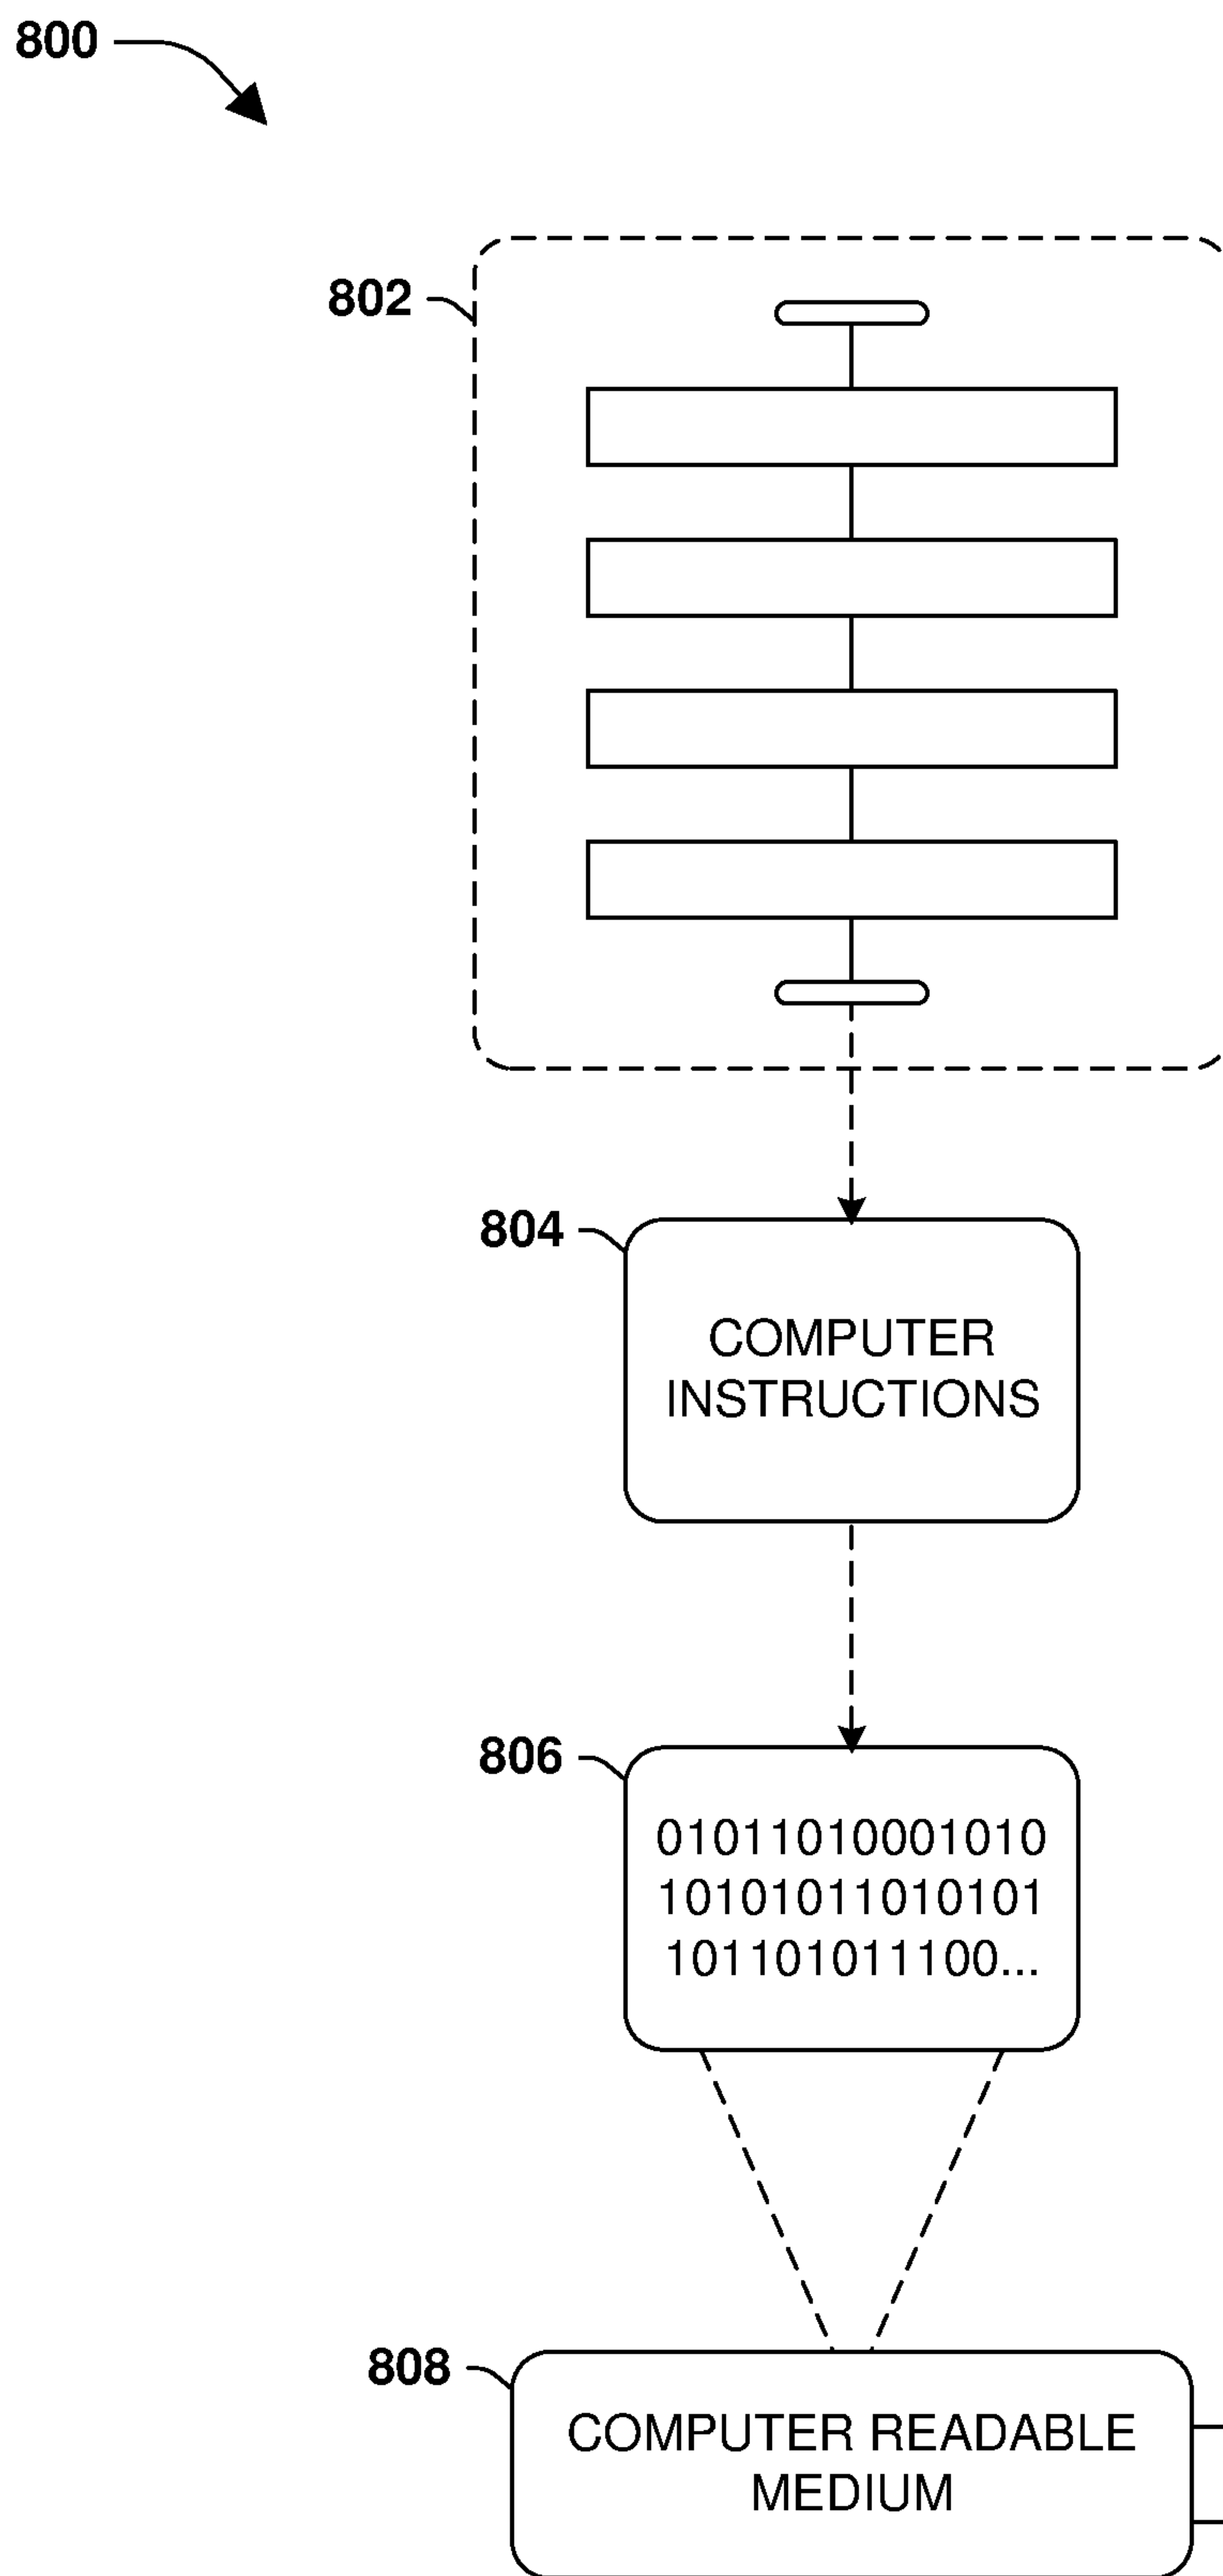 800
802
804
COMPUTER
INSTRUCTIONS
806
01011010001010
10101011010101
101101011100...
808
COMPUTER READABLE
MEDIUM